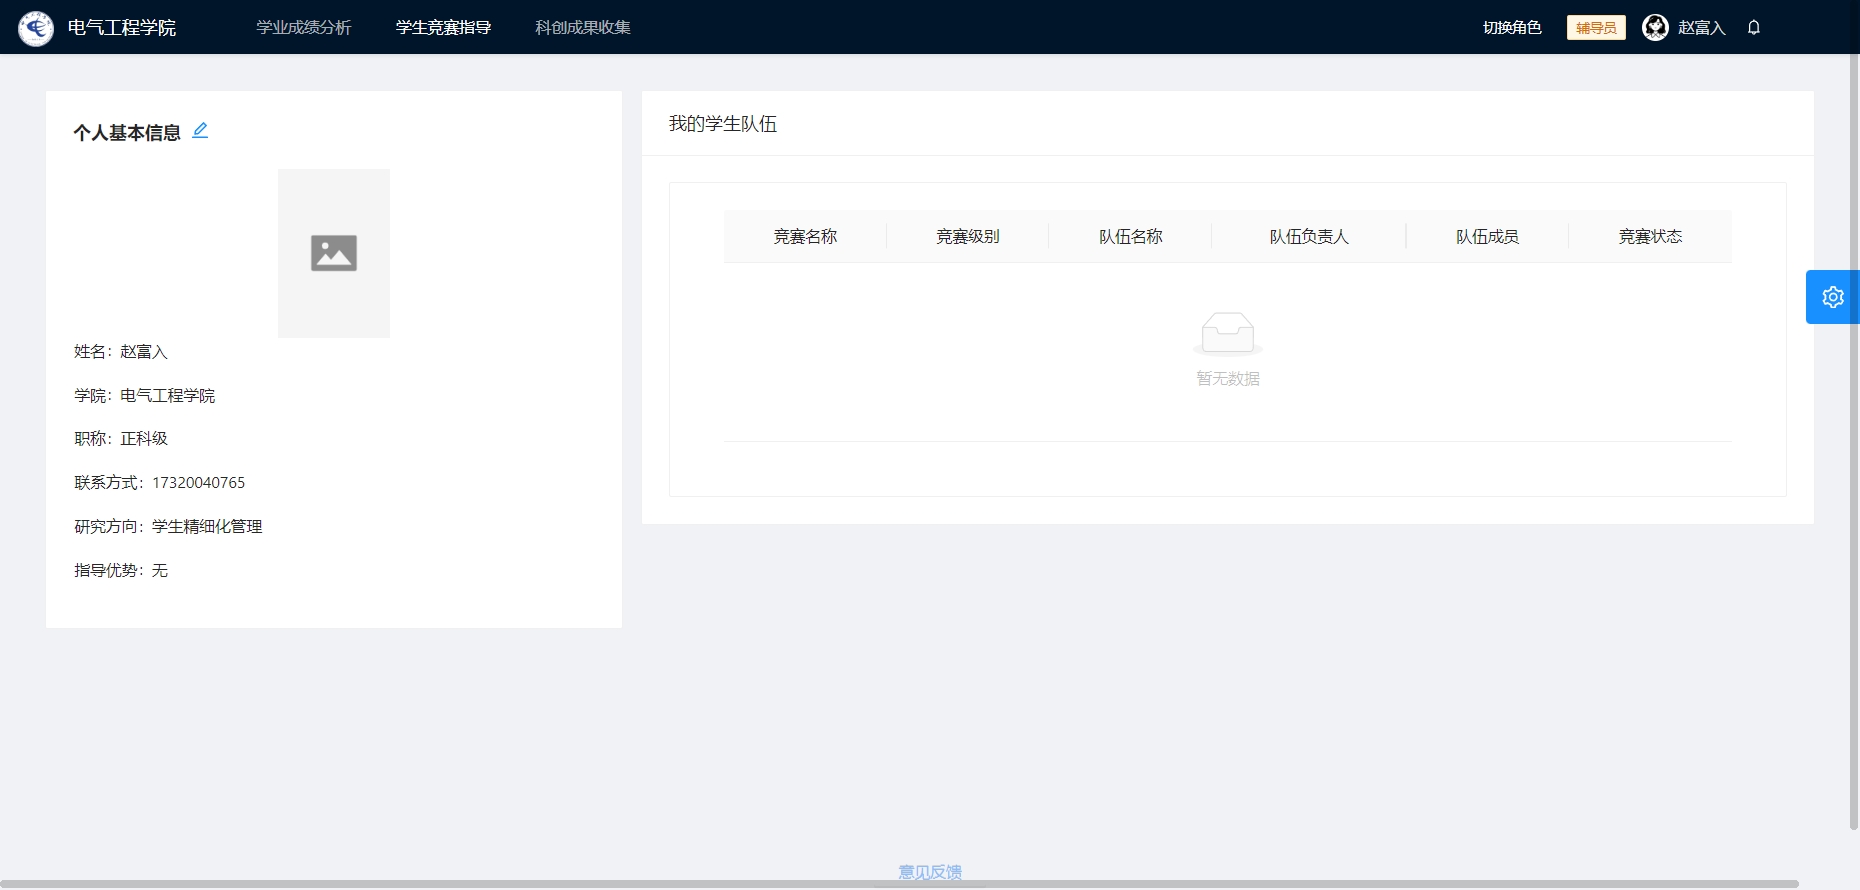 电气工程学院 学业成绩分析 学生竞赛指导 科创成果收集 切换角色 辅导员 赵富入
个人基本信息
姓名：赵富入
学院：电气工程学院
职称：正科级
联系方式：17320040765
研究方向：学生精细化管理
指导优势：无
我的学生队伍
竞赛名称 竞赛级别 队伍名称 队伍负责人 队伍成员 竞赛状态
暂无数据
意见反馈